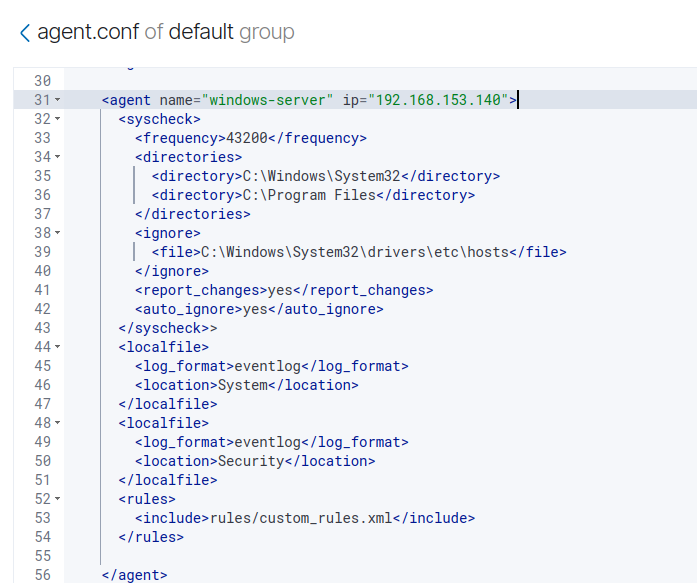 agent.conf of default group
30
31 <agent name="windows-server" ip="192.168.153.140">
32 <syscheck>
33 <frequency>43200</frequency>
34 <directories>
35 <directory>C:\Windows\System32</directory>
36 <directory>C:\Program Files</directory>
37 </directories>
38 <ignore>
39 <file>C:\Windows\System32\drivers\etc\hosts</file>
40 </ignore>
41 <report_changes>yes</report_changes>
42 <auto_ignore>yes</auto_ignore>
43 </syscheck>>
44 <localfile>
45 <log_format>eventlog</log_format>
46 <location>System</location>
47 </localfile>
48 <localfile>
49 <log_format>eventlog</log_format>
50 <location>Security</location>
51 </localfile>
52 <rules>
53 <include>rules/custom_rules.xml</include>
54 </rules>
55
56 </agent>